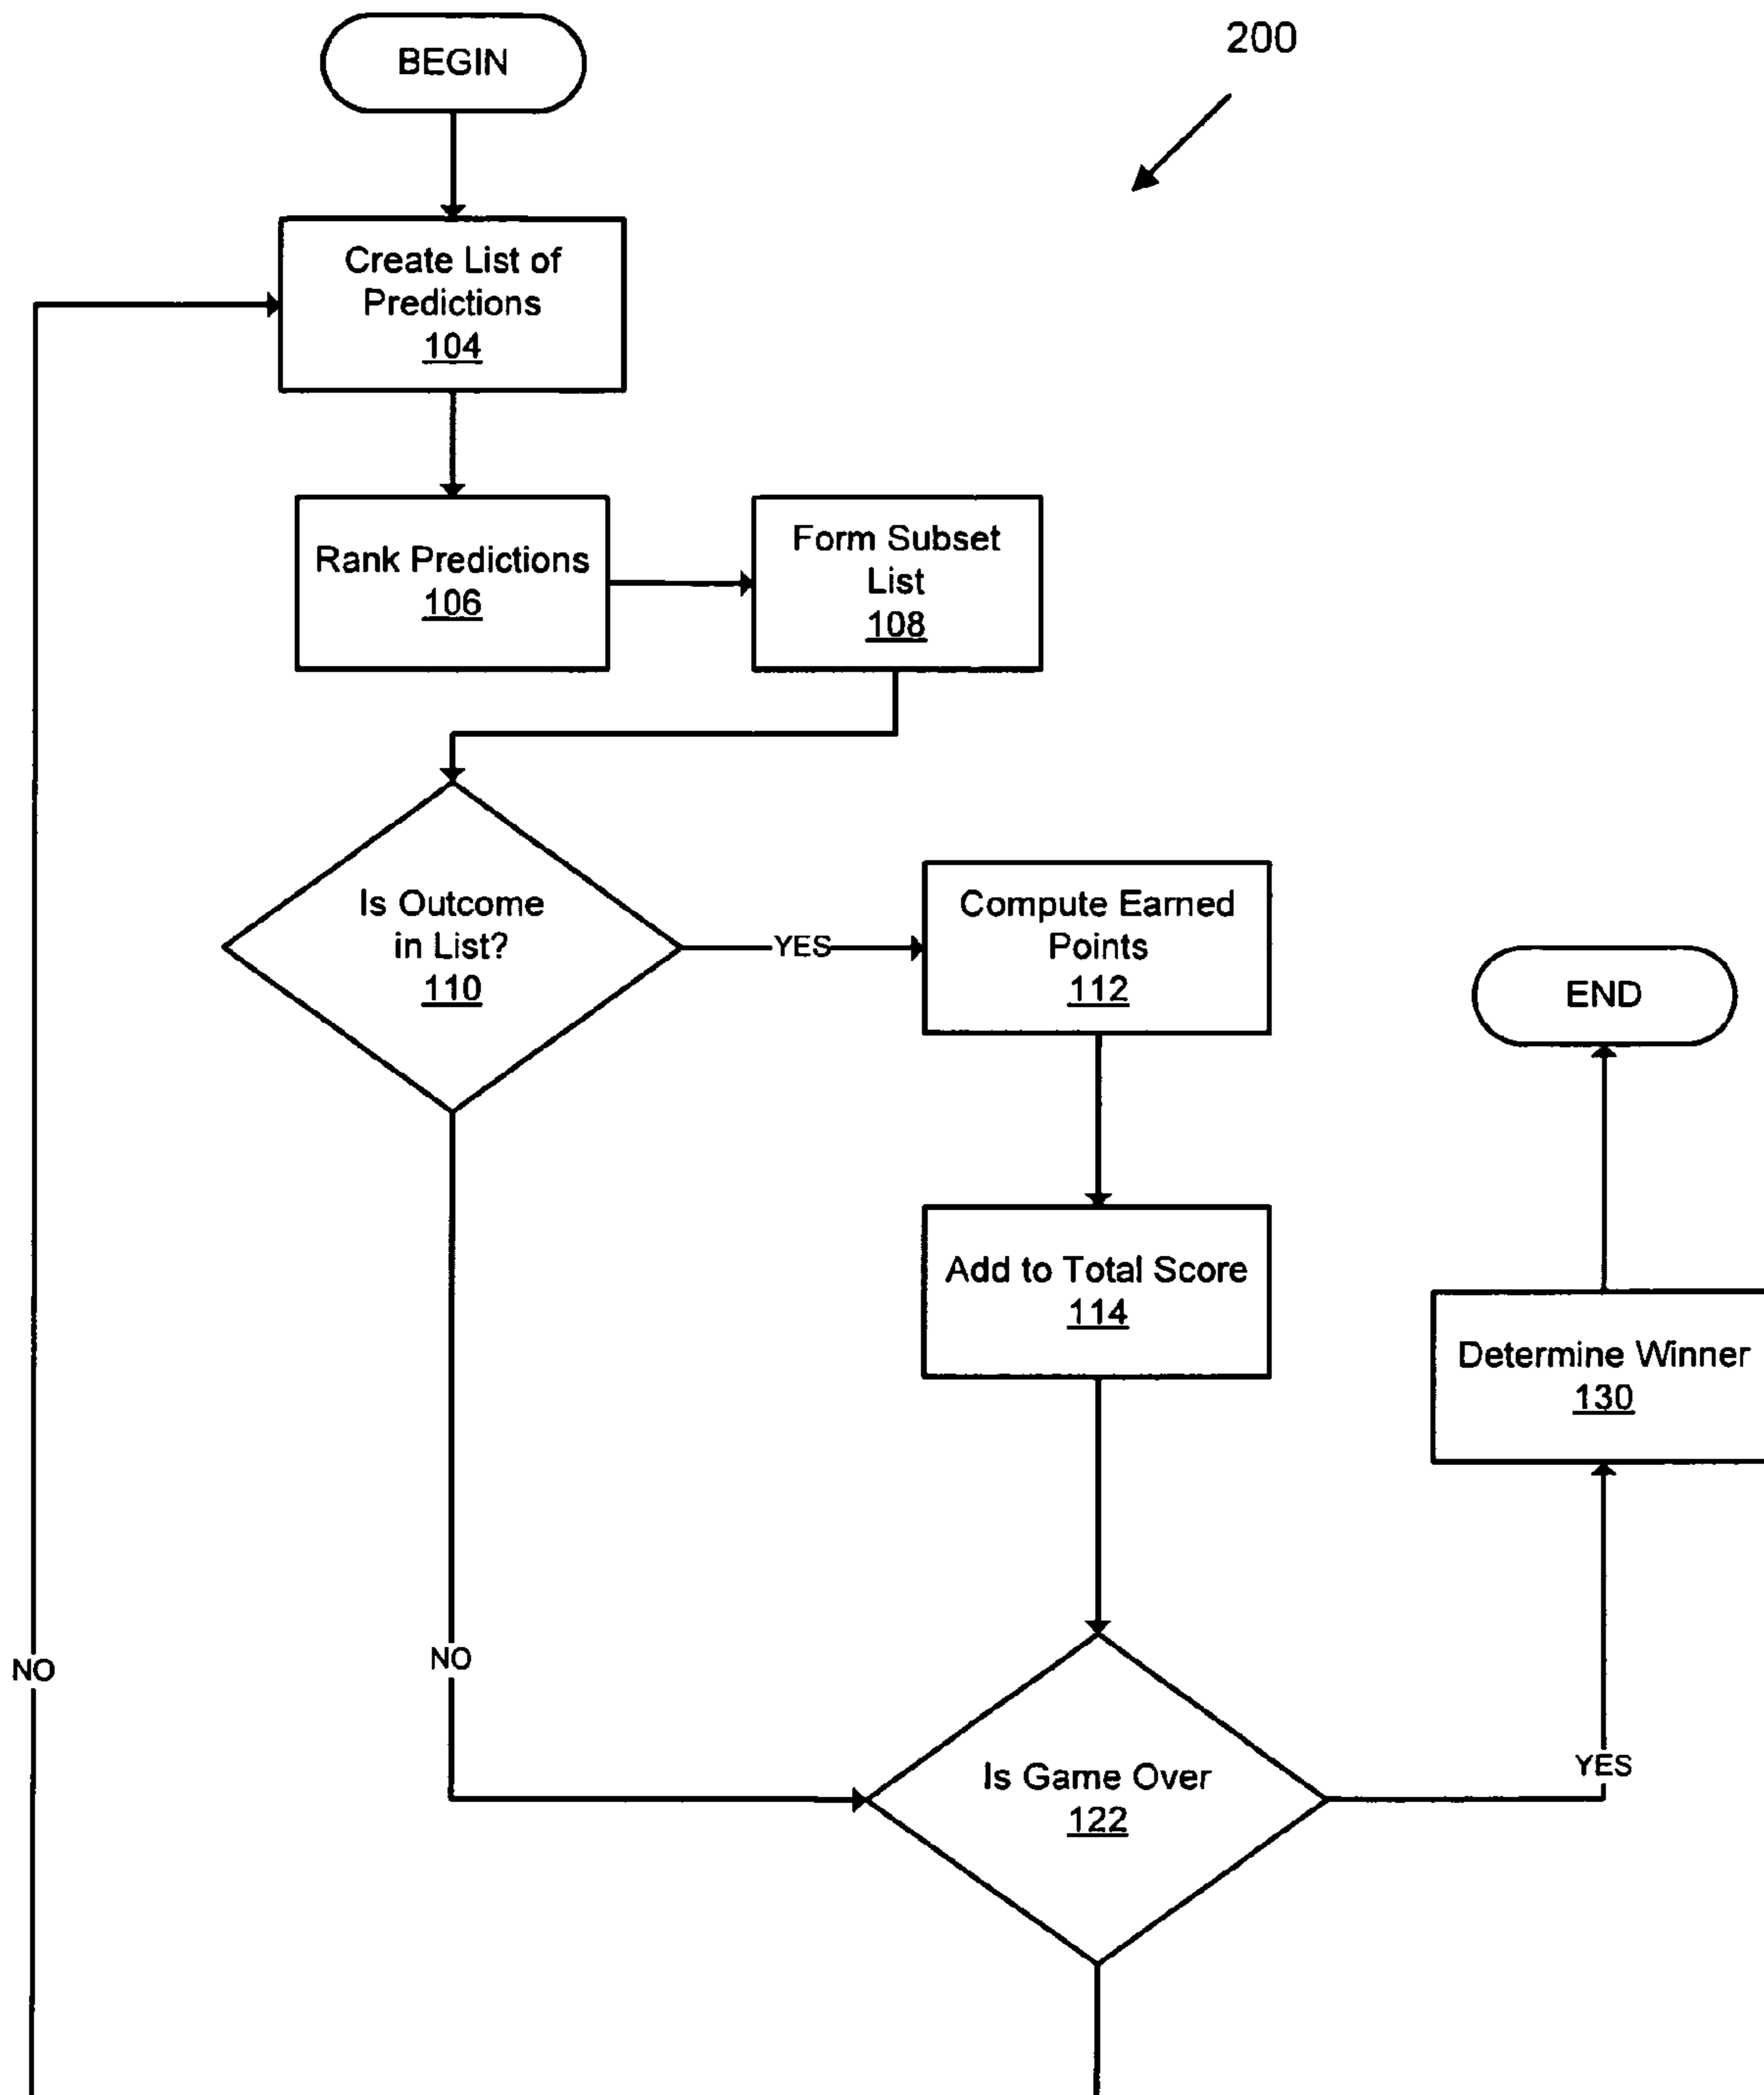 BEGIN
200
Create List of
Predictions
104
Rank Predictions
106
Form Subset
List
108
Is Outcome
in List?
110
YES
Compute Earned
Points
112
END
Add to Total Score
114
Determine Winner
130
NO
NO
Is Game Over
122
YES